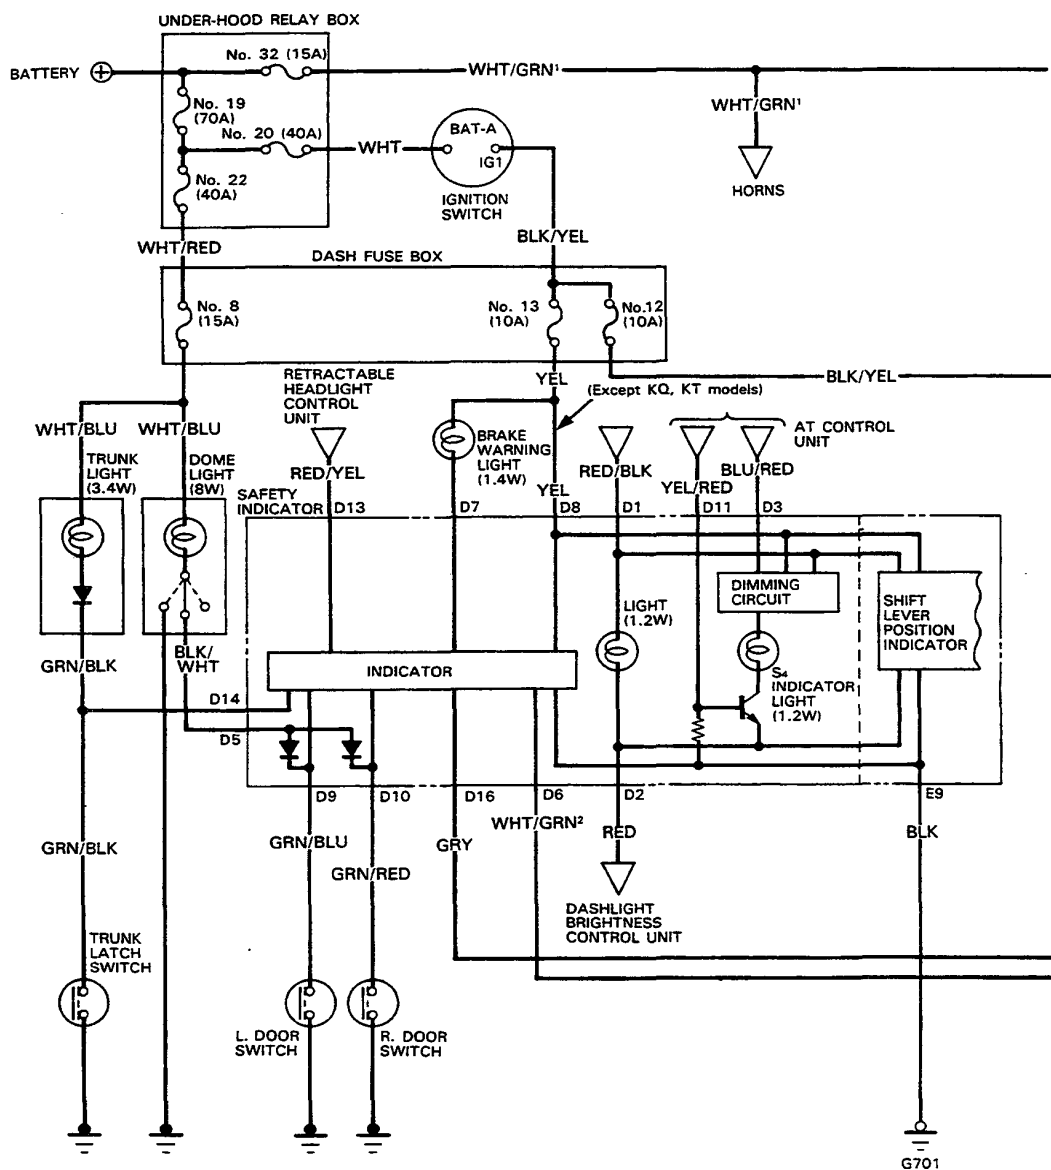 UNDER-HOOD RELAY BOX
No. 32 (15A)
BATTERY
WHT/GRN¹
No. 19
(70A)
WHT/GRN¹
No. 20 (40A)
WHT
BAT-A
IG1
No. 22
(40A)
HORNS
IGNITION
SWITCH
WHT/RED
BLK/YEL
DASH FUSE BOX
No. 8
(15A)
No. 13
(10A)
No.12
(10A)
RETRACTABLE
HEADLIGHT
CONTROL
UNIT
YEL
(Except KQ, KT models)
BLK/YEL
WHT/BLU
WHT/BLU
BRAKE
WARNING
LIGHT
(1.4W)
AT CONTROL
UNIT
TRUNK
LIGHT
(3.4W)
DOME
LIGHT
(8W)
RED/YEL
RED/BLK
BLU/RED
YEL/RED
YEL
SAFETY
INDICATOR
D13
D7
D8
D1
D11
D3
DIMMING
CIRCUIT
SHIFT
LEVER
POSITION
INDICATOR
LIGHT
(1.2W)
GRN/BLK
BLK/
WHT
INDICATOR
S4
INDICATOR
LIGHT
(1.2W)
D14
D5
D9
D10
D16
D6
D2
E9
WHT/GRN²
GRN/BLK
GRN/BLU
GRY
RED
BLK
GRN/RED
DASHLIGHT
BRIGHTNESS
CONTROL UNIT
TRUNK
LATCH
SWITCH
L. DOOR
SWITCH
R. DOOR
SWITCH
G701